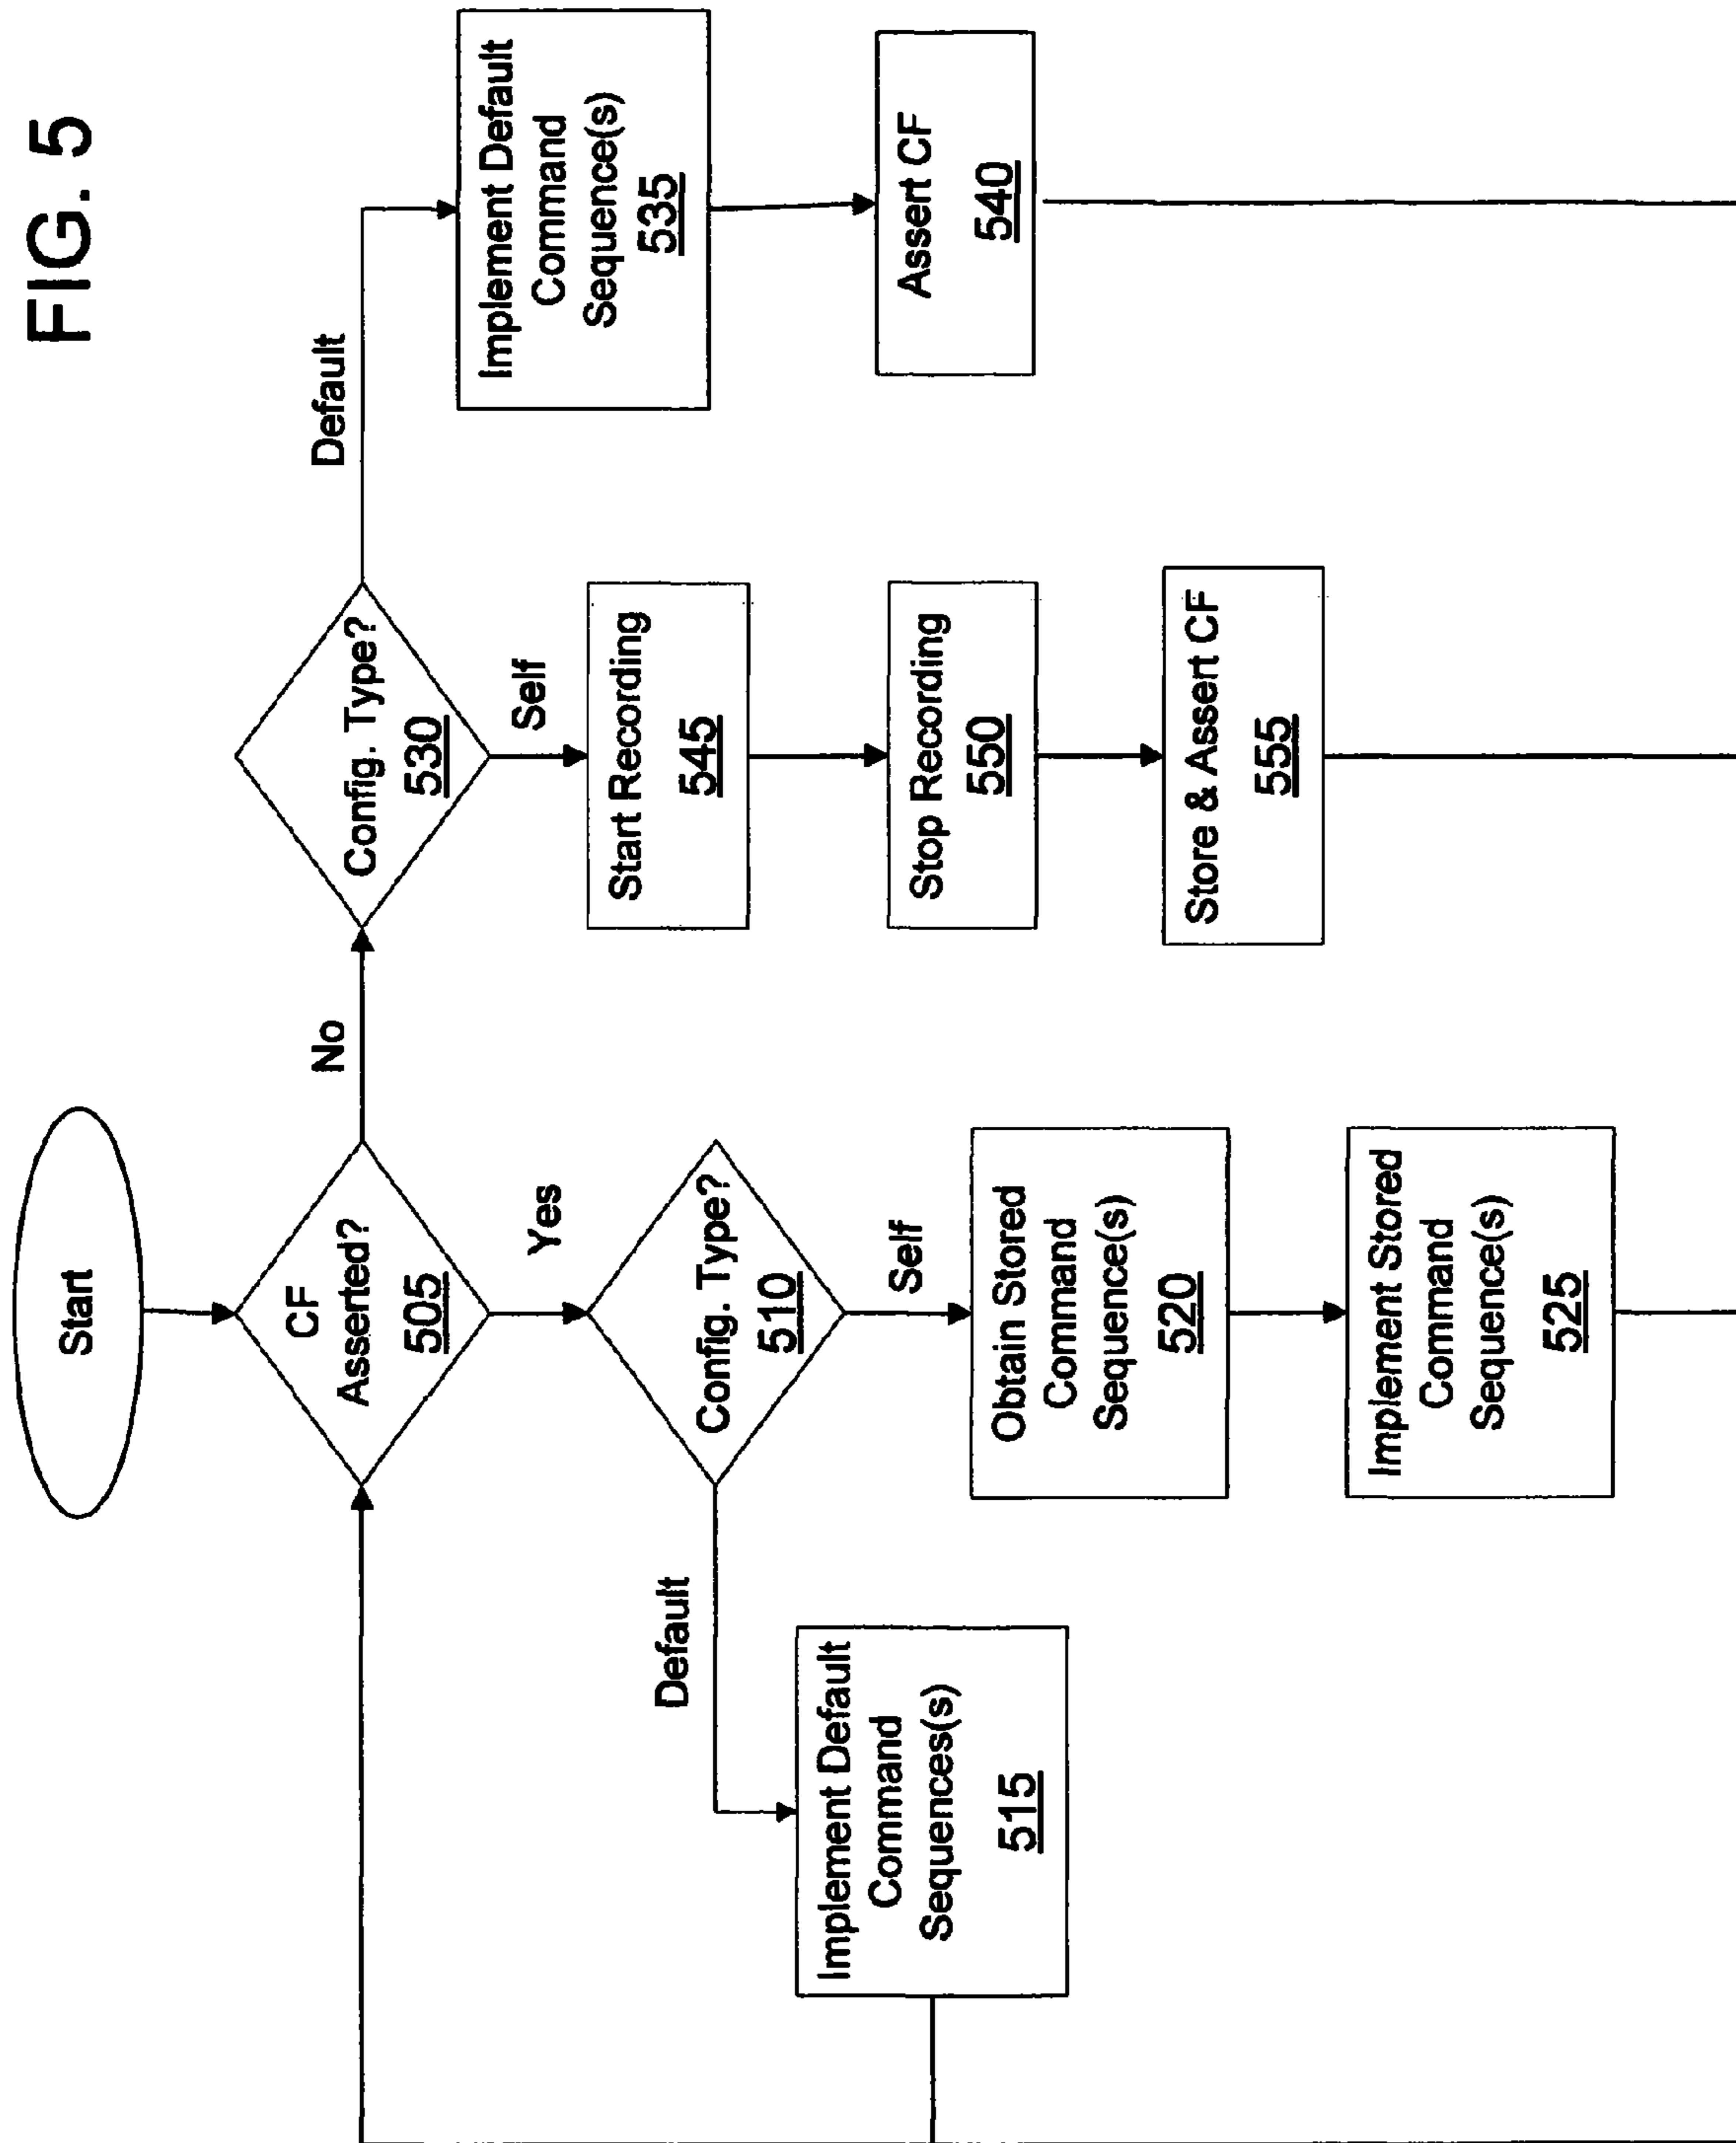 FIG. 5
Start
CF
Asserted?
505
No
Yes
Config. Type?
530
Default
Self
Implement Default
Command
Sequence(s)
535
Assert CF
540
Start Recording
545
Stop Recording
550
Store & Assert CF
555
Config. Type?
510
Default
Self
Implement Default
Command
Sequences(s)
515
Obtain Stored
Command
Sequence(s)
520
Implement Stored
Command
Sequence(s)
525